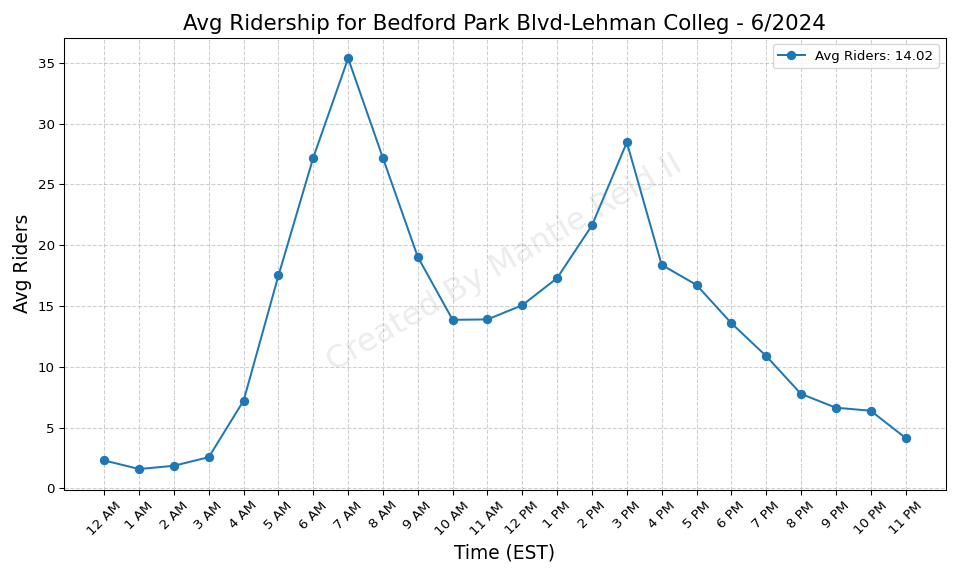 Avg Ridership for Bedford Park Blvd-Lehman Colleg - 6/2024
Avg Riders: 14.02
35
30
25
20
15
10
5
0
Avg Riders
Created By Mantie Reid II
12 AM
1 AM
2 AM
3 AM
4 AM
5 AM
6 AM
7 AM
8 AM
9 AM
10 AM
11 AM
12 PM
1 PM
2 PM
3 PM
4 PM
5 PM
6 PM
7 PM
8 PM
9 PM
10 PM
11 PM
Time (EST)